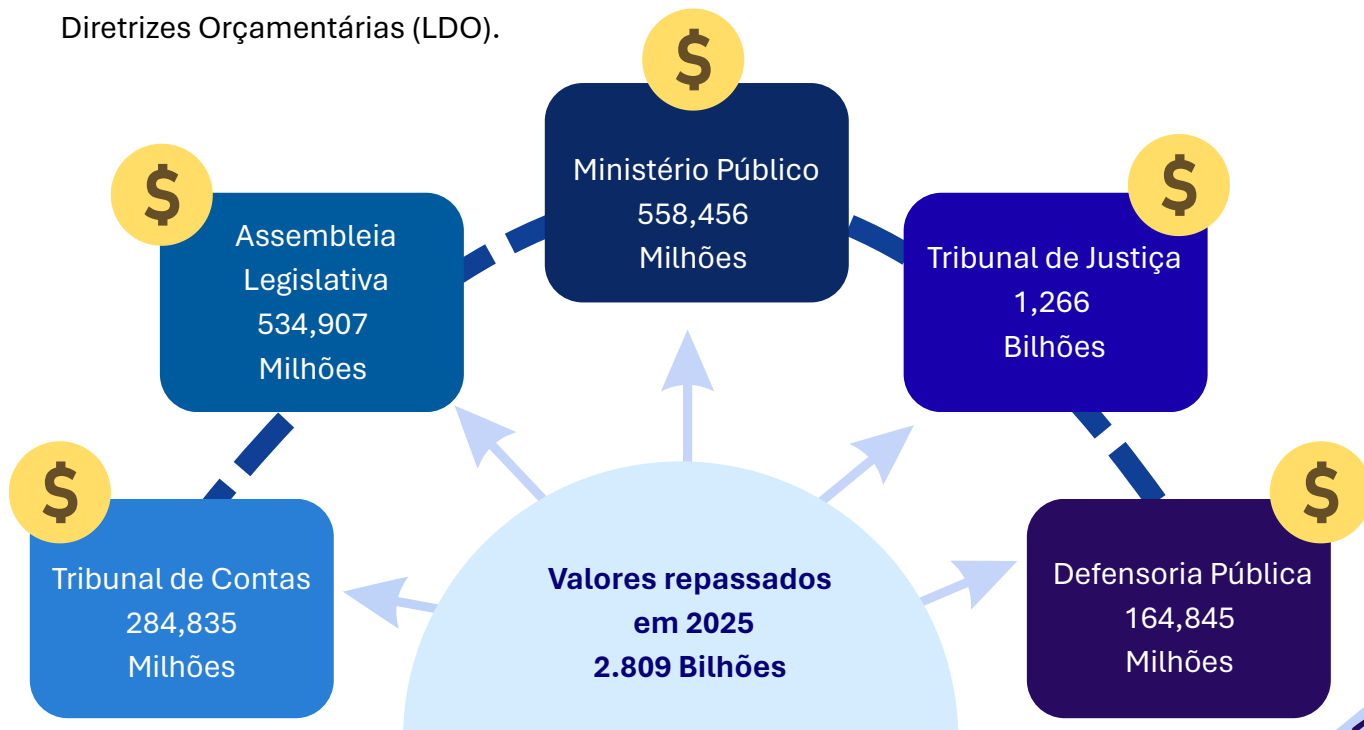 Diretrizes Orçamentárias (LDO).
$
Ministério Público
558,456
Milhões
$
Assembleia
Legislativa
534,907
Milhões
$
Tribunal de Justiça
1,266
Bilhões
$
Tribunal de Contas
284,835
Milhões
$
Defensoria Pública
164,845
Milhões
Valores repassados
em 2025
2.809 Bilhões